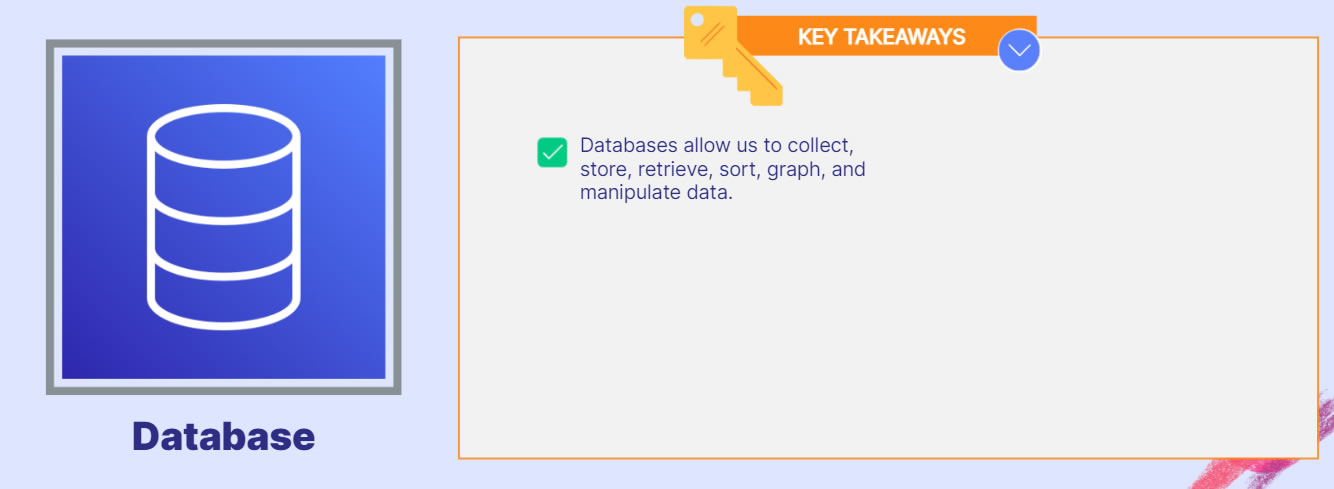 KEY TAKEAWAYS
Databases allow us to collect,
store, retrieve, sort, graph, and
manipulate data.
Database